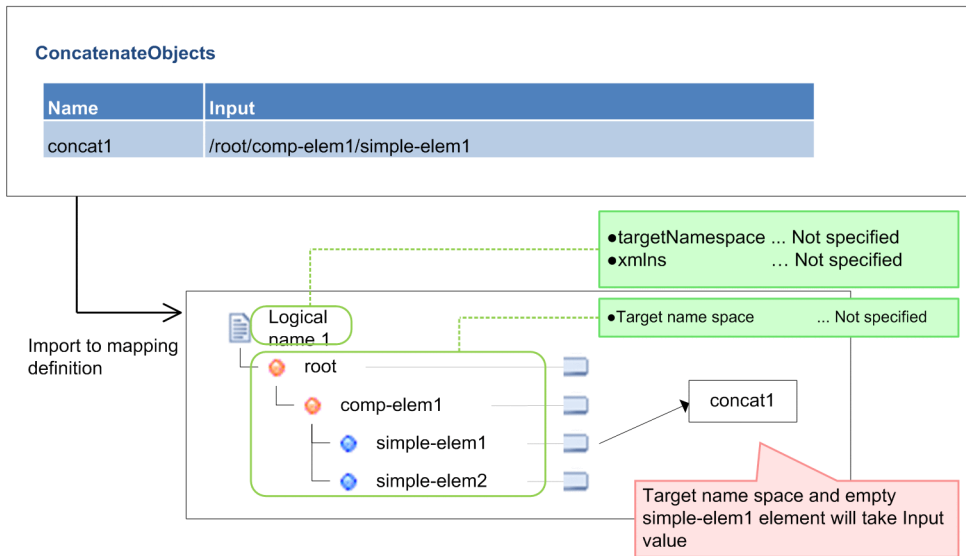 ConcatenateObjects
Name Input
concat1 /root/comp-elem1/simple-elem1
●targetNamespace ... Not specified
●xmlns ... Not specified
Logical
name 1
●Target name space ... Not specified
Import to mapping
definition
root
comp-elem1
concat1
simple-elem1
simple-elem2
Target name space and empty
simple-elem1 element will take Input
value